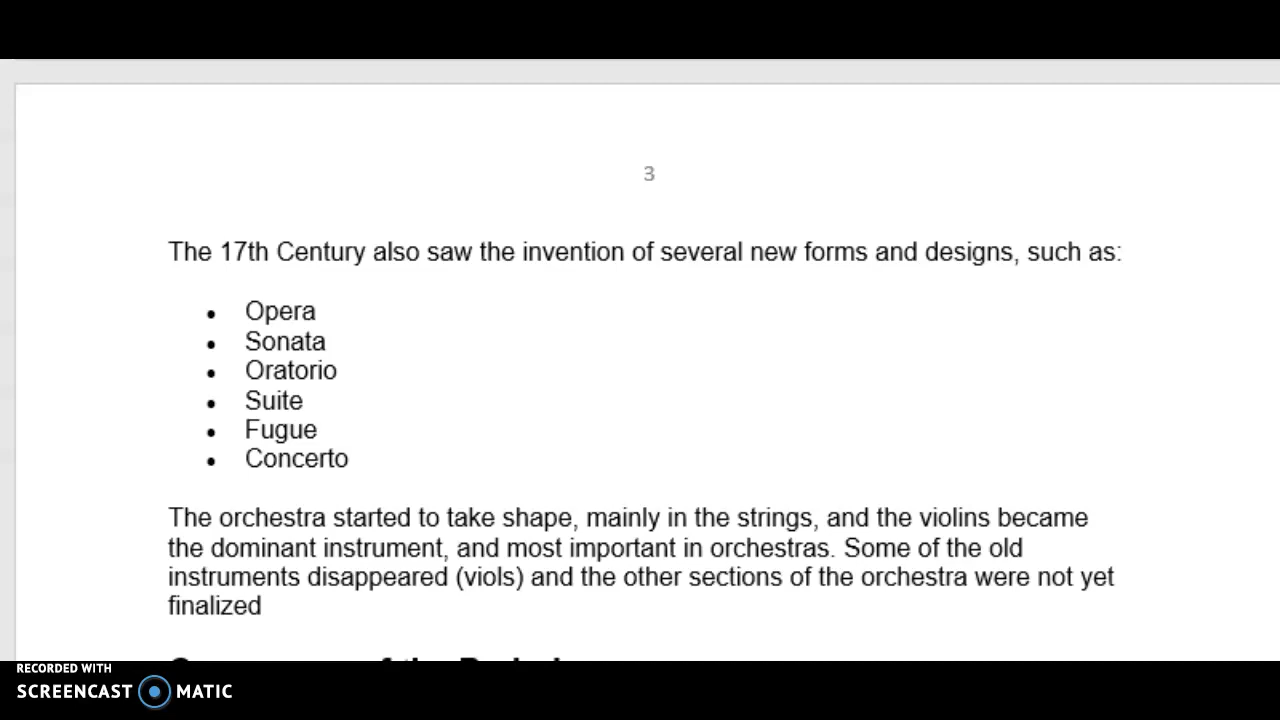 3
The 17th Century also saw the invention of several new forms and designs, such as:
• Opera
• Sonata
• Oratorio
• Suite
• Fugue
• Concerto
The orchestra started to take shape, mainly in the strings, and the violins became
the dominant instrument, and most important in orchestras. Some of the old
instruments disappeared (viols) and the other sections of the orchestra were not yet
finalized
of the
RECORDED WITH
SCREENCAST MATIC